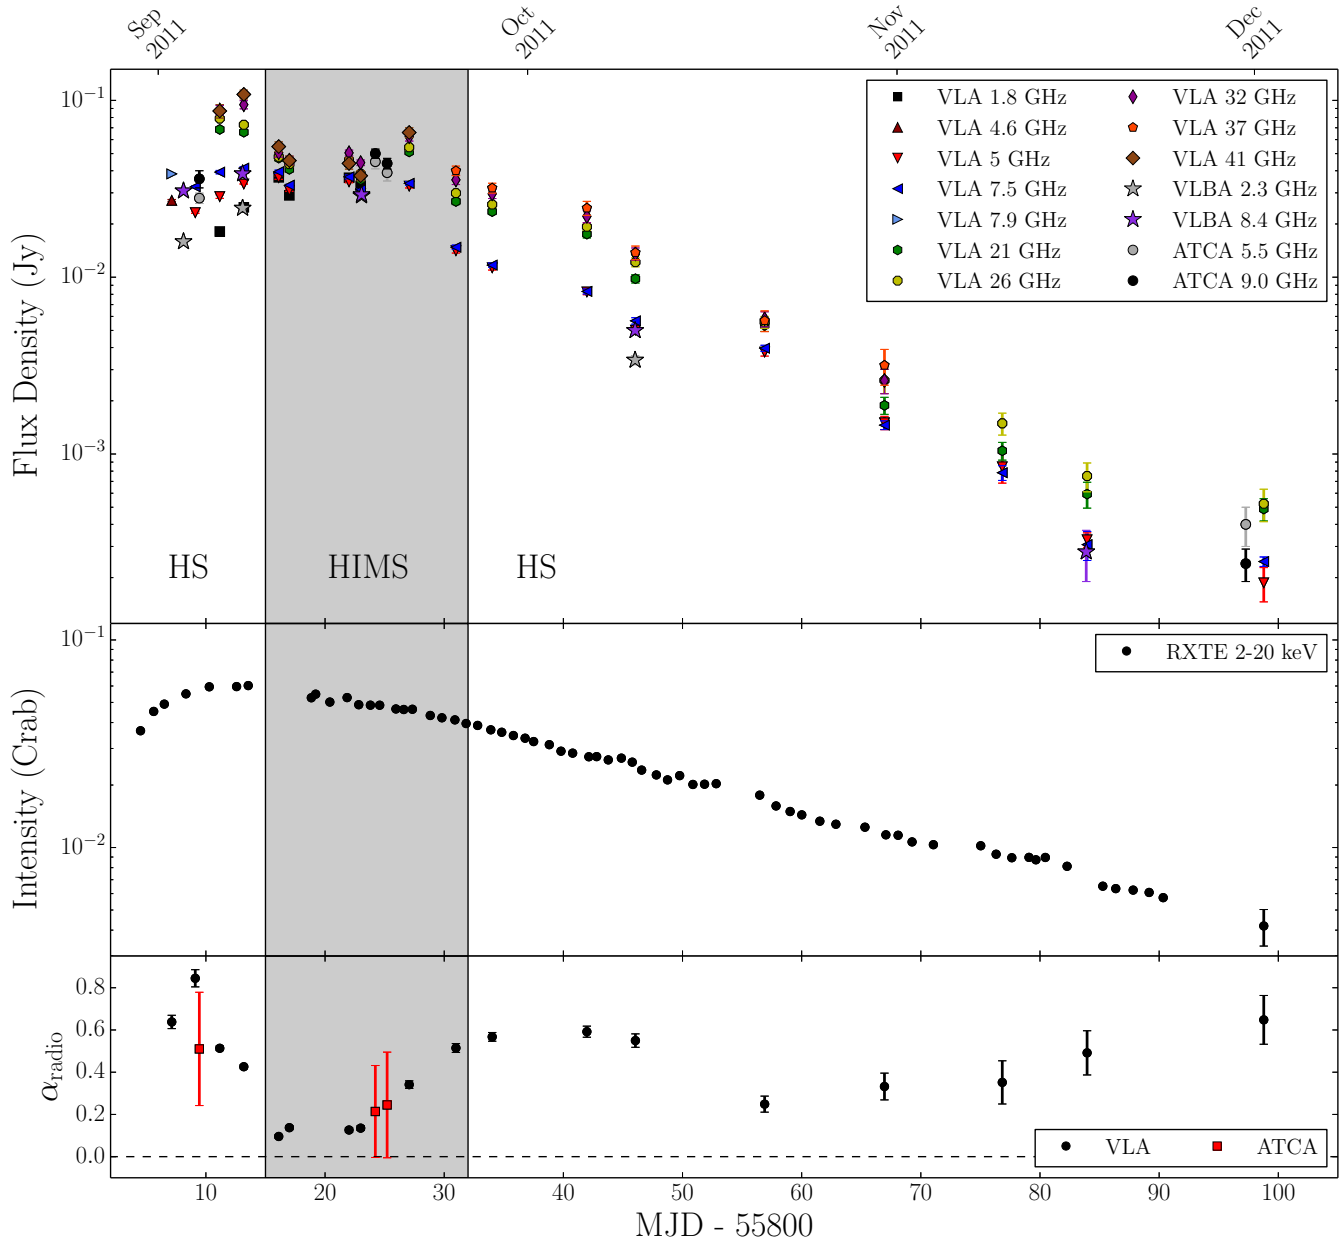 Sep 2011
Oct 2011
Nov 2011
Dec 2011
10⁻¹
10⁻²
10⁻³
Flux Density (Jy)
VLA 1.8 GHz
VLA 4.6 GHz
VLA 5 GHz
VLA 7.5 GHz
VLA 7.9 GHz
VLA 21 GHz
VLA 26 GHz
VLA 32 GHz
VLA 37 GHz
VLA 41 GHz
VLBA 2.3 GHz
VLBA 8.4 GHz
ATCA 5.5 GHz
ATCA 9.0 GHz
HS
HIMS
HS
10⁻¹
10⁻²
Intensity (Crab)
RXTE 2-20 keV
0.8
0.6
0.4
0.2
0.0
α_radio
VLA
ATCA
10 20 30 40 50 60 70 80 90 100
MJD - 55800